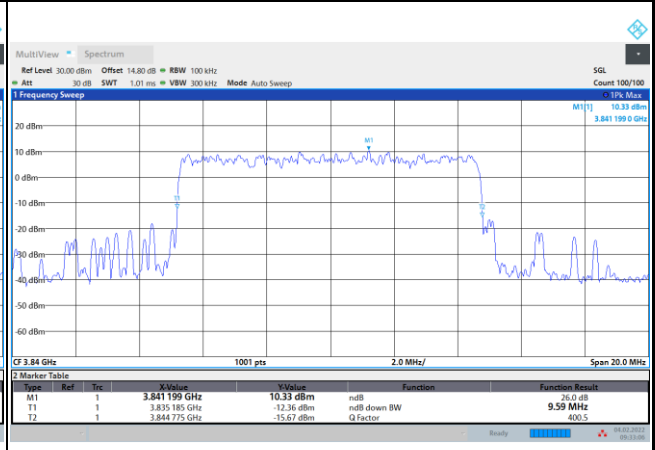 MultiView Spectrum
Ref Level 30.00 dBm Offset 14.80 dB RBW 100 kHz SGL
Att 30 dB SWT 1.01 ms VBW 300 kHz Mode Auto Sweep Count 100/100
1 Frequency Sweep 1Pk Max
M1[1] 10.33 dBm
3.841 199 0 GHz
20 dBm
M1
10 dBm
0 dBm
T1
-10 dBm
T2
-20 dBm
-30 dBm
-40 dBm
-50 dBm
-60 dBm
CF 3.84 GHz 1001 pts 2.0 MHz/ Span 20.0 MHz
2 Marker Table
Type Ref Trc X-Value Y-Value Function Function Result
M1 1 3.841 199 GHz 10.33 dBm ndB 26.0 dB
T1 1 3.835 185 GHz -12.36 dBm ndB down BW 9.59 MHz
T2 1 3.844 775 GHz -15.67 dBm Q Factor 400.5
Ready